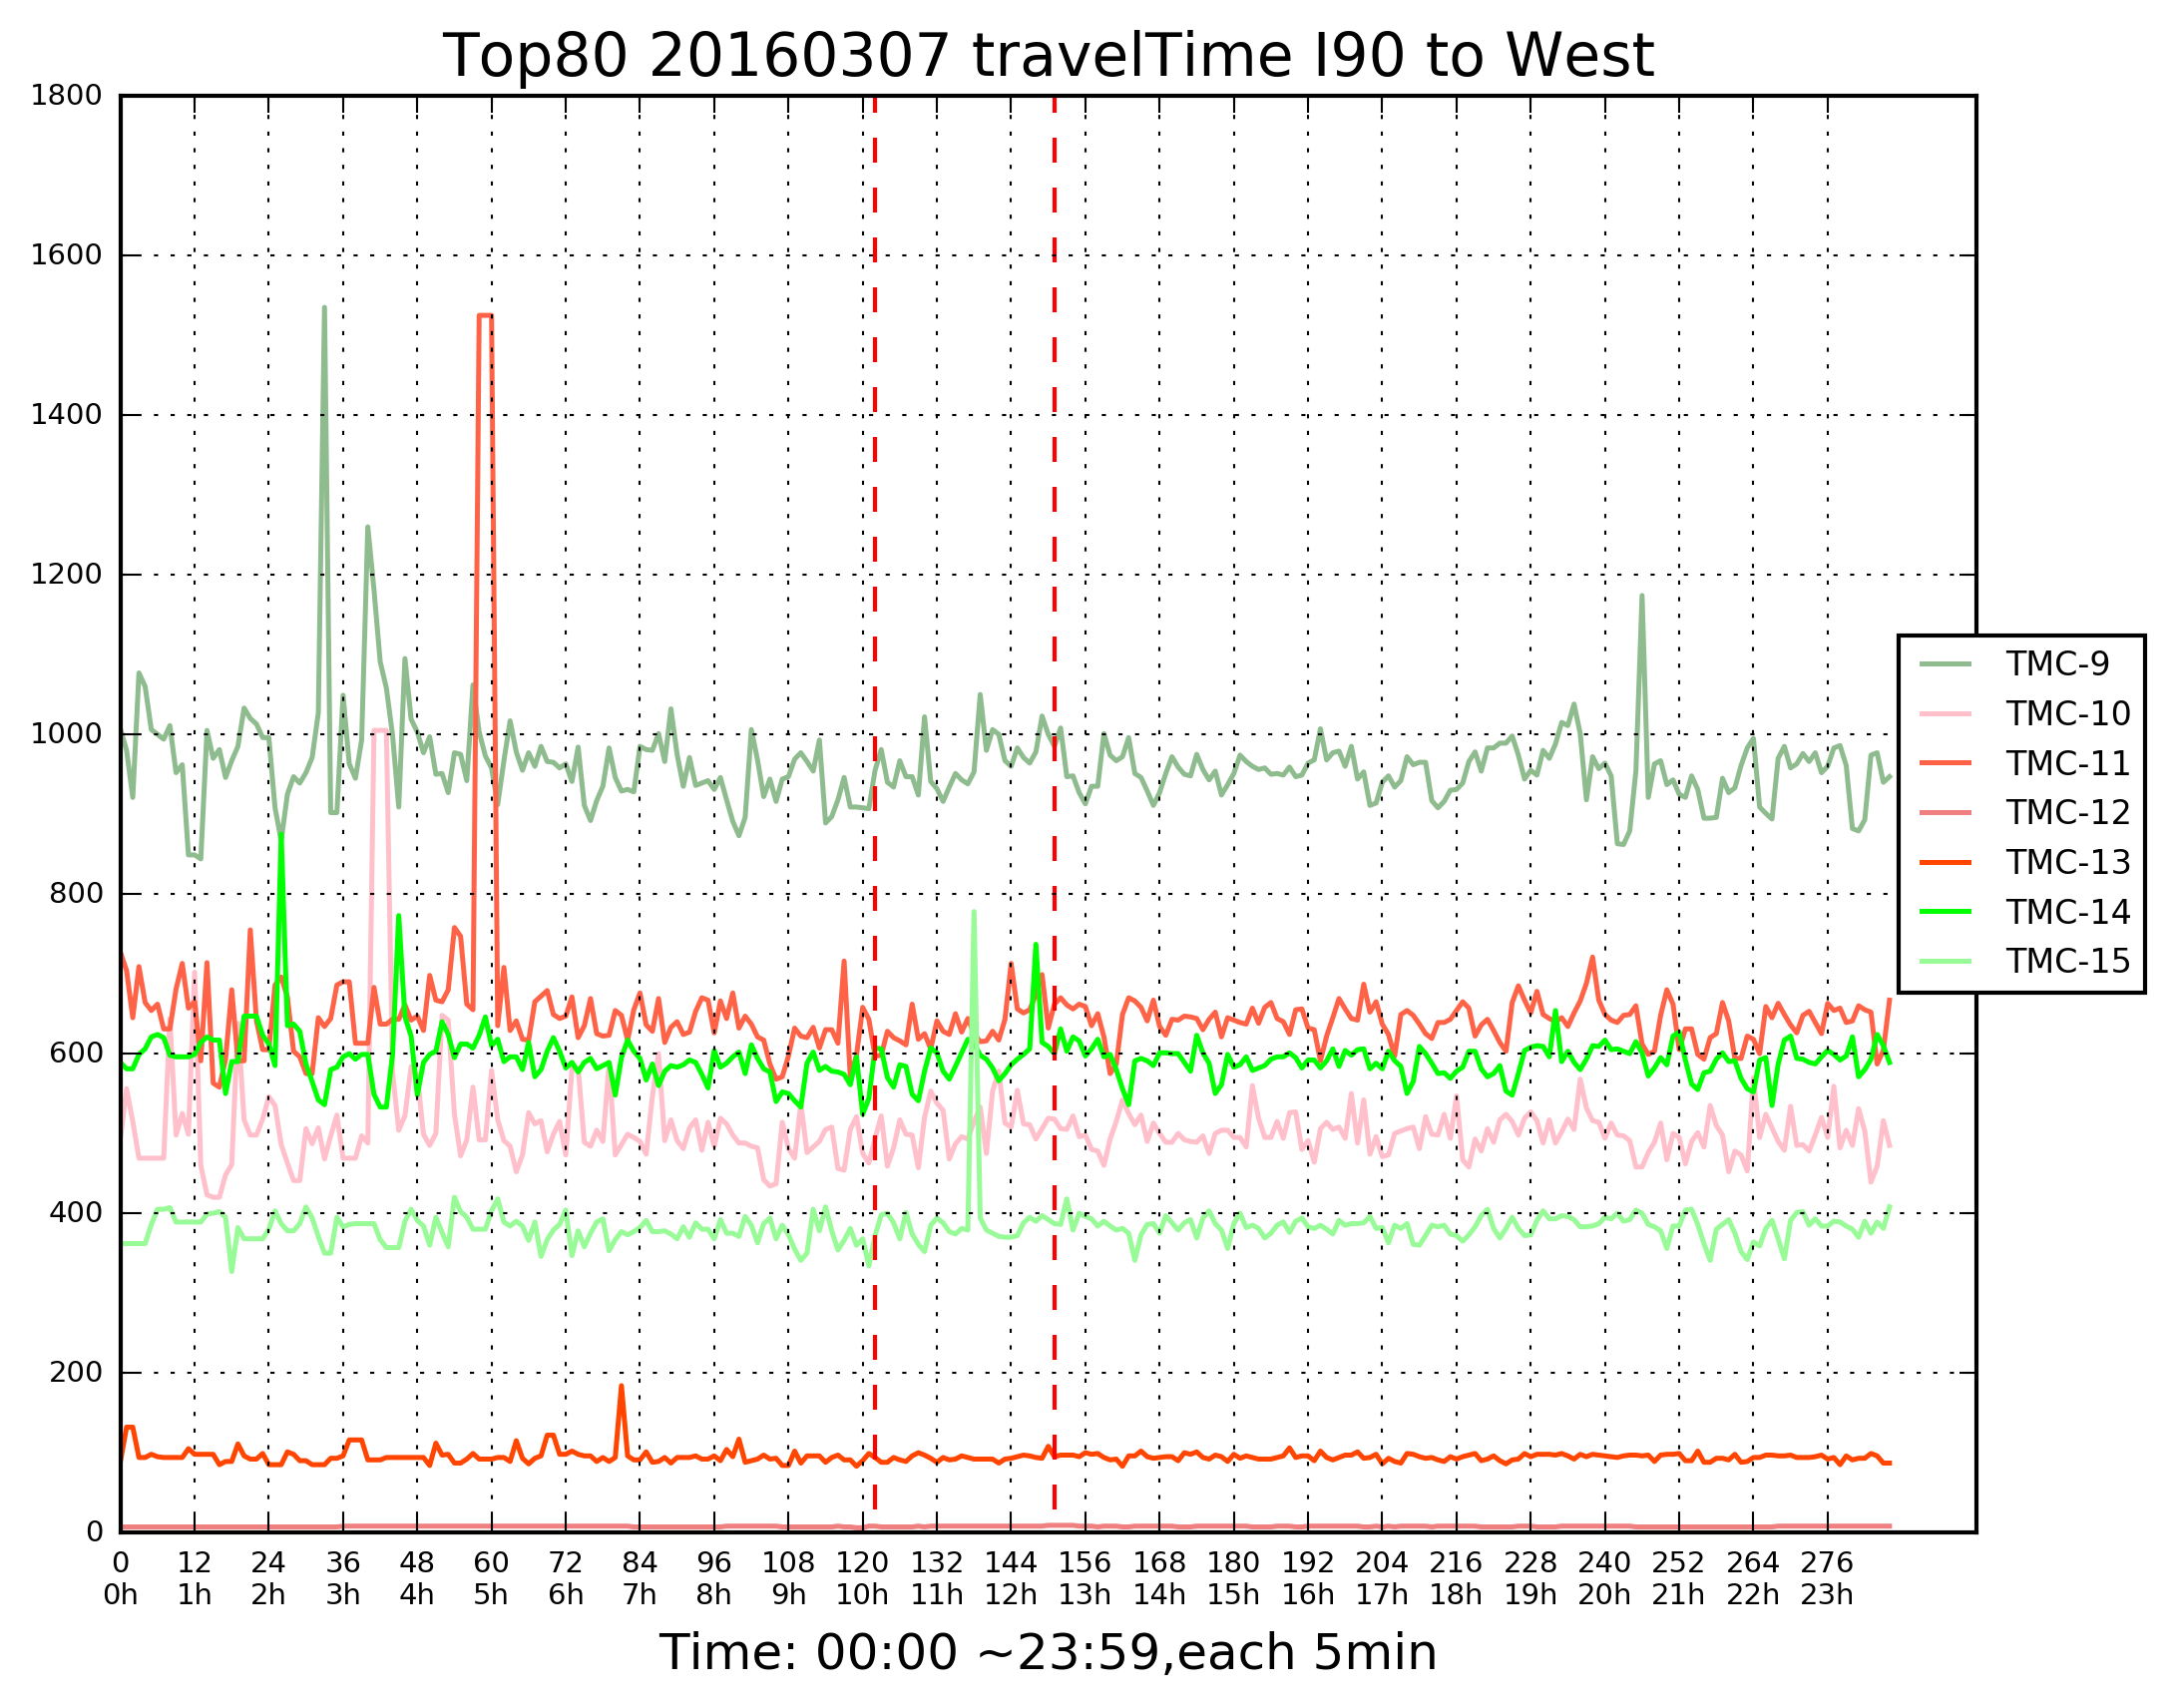 Top80 20160307 travelTime I90 to West
1800
1600
1400
1200
1000
800
600
400
200
0
TMC-9
TMC-10
TMC-11
TMC-12
TMC-13
TMC-14
TMC-15
0 12 24 36 48 60 72 84 96 108 120 132 144 156 168 180 192 204 216 228 240 252 264 276
0h 1h 2h 3h 4h 5h 6h 7h 8h 9h 10h 11h 12h 13h 14h 15h 16h 17h 18h 19h 20h 21h 22h 23h
Time: 00:00 ~23:59,each 5min